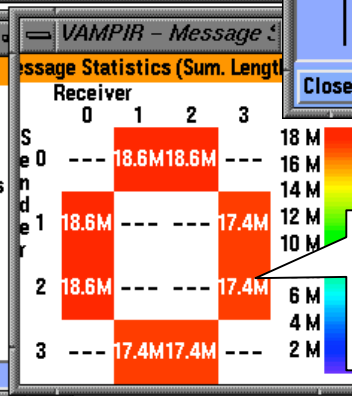 VAMPIR – Message S
essage Statistics (Sum. Lengt
Close
Receiver
0 1 2 3
Sender
0 --- 18.6M 18.6M ---
1 18.6M --- --- 17.4M
2 18.6M --- --- 17.4M
3 --- 17.4M 17.4M ---
18 M
16 M
14 M
12 M
10 M
6 M
4 M
2 M